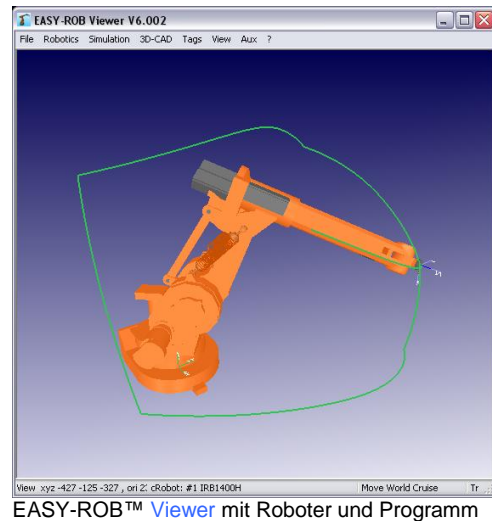 EASY-ROB Viewer V6.002
File Robotics Simulation 3D-CAD Tags View Aux ?
View xyz -427 -125 -327 , ori 2: cRobot: #1 IRB1400H Move World Cruise Tr
EASY-ROB™ Viewer mit Roboter und Programm